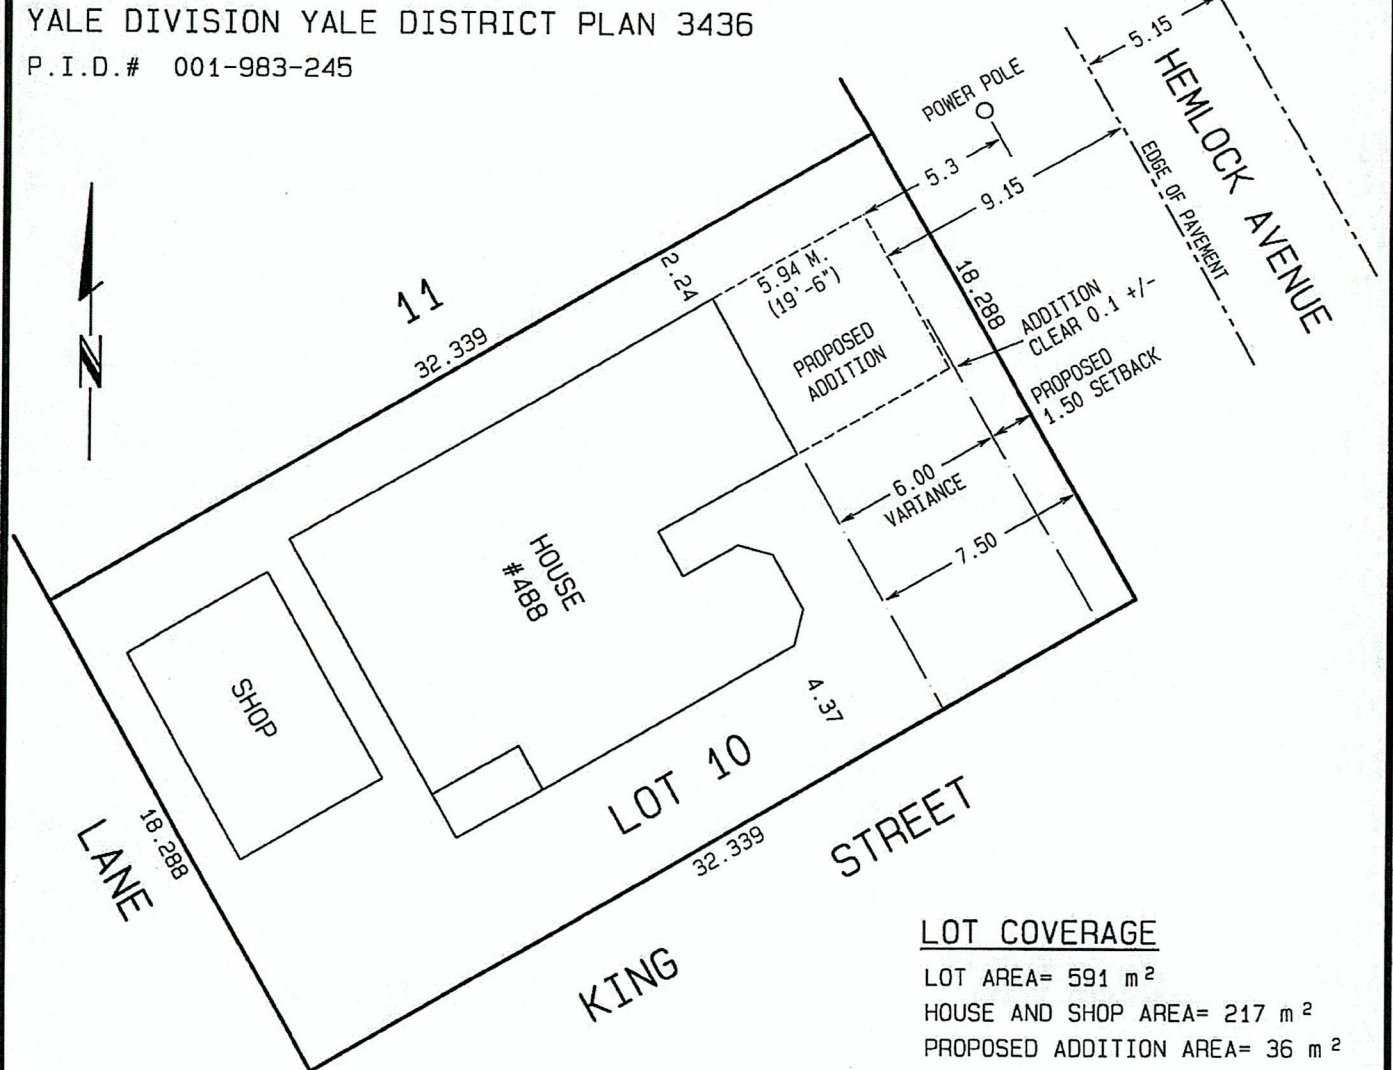 YALE DIVISION YALE DISTRICT PLAN 3436
P.I.D.# 001-983-245
5.15
HEMLOCK AVENUE
POWER POLE
5.3
9.15
EDGE OF PAVEMENT
N
11
32.339
2.24
5.94 M.
(19'-6")
18.288
PROPOSED
ADDITION
ADDITION
CLEAR 0.1 +/-
PROPOSED
1.50 SETBACK
6.00
VARIANCE
7.50
HOUSE
#488
SHOP
4.37
LOT 10
18.288
LANE
32.339
KING STREET
LOT COVERAGE
LOT AREA= 591 m²
HOUSE AND SHOP AREA= 217 m²
PROPOSED ADDITION AREA= 36 m²